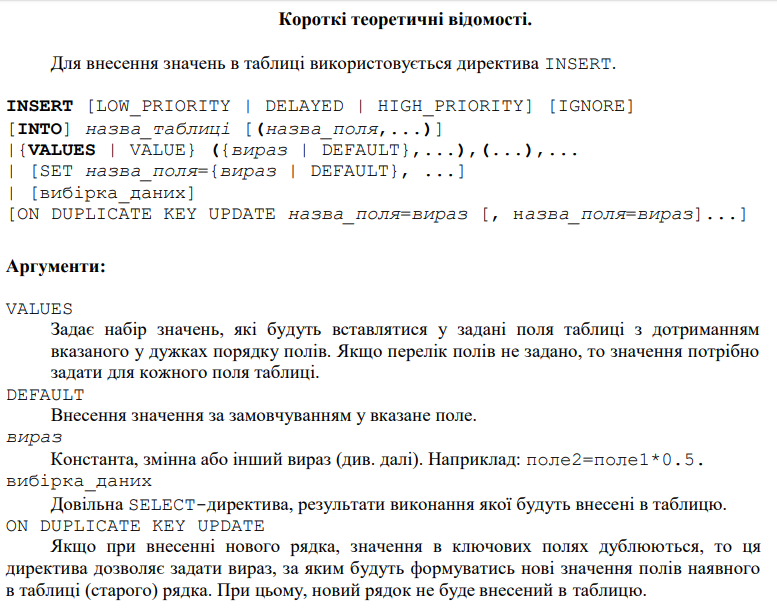 Короткі теоретичні відомості.
Для внесення значень в таблиці використовується директива INSERT.
INSERT [LOW_PRIORITY | DELAYED | HIGH_PRIORITY] [IGNORE]
[INTO] назва_таблиці [(назва_поля,...)]
|{VALUES | VALUE} ({вираз | DEFAULT},...),(...),...
| [SET назва_поля={вираз | DEFAULT}, ...]
| [вибірка_даних]
[ON DUPLICATE KEY UPDATE назва_поля=вираз [, назва_поля=вираз]...]
Аргументи:
VALUES
Задає набір значень, які будуть вставлятися у задані поля таблиці з дотриманням
вказаного у дужках порядку полів. Якщо перелік полів не задано, то значення потрібно
задати для кожного поля таблиці.
DEFAULT
Внесення значення за замовчуванням у вказане поле.
вираз
Константа, змінна або інший вираз (див. далі). Наприклад: поле2=поле1*0.5.
вибірка_даних
Довільна SELECT-директива, результати виконання якої будуть внесені в таблицю.
ON DUPLICATE KEY UPDATE
Якщо при внесенні нового рядка, значення в ключових полях дублюються, то ця
директива дозволяє задати вираз, за яким будуть формуватись нові значення полів наявного
в таблиці (старого) рядка. При цьому, новий рядок не буде внесений в таблицю.